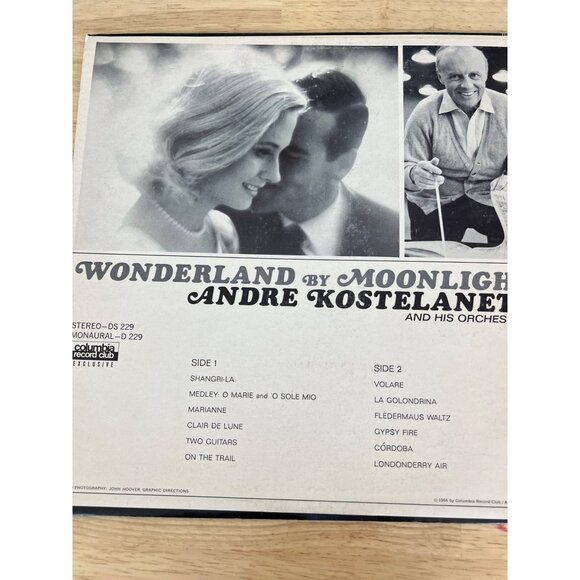 WONDERLAND BY MOONLIGH
ANDRE KOSTELANET
AND HIS ORCHES
STEREO—DS 229
MONAURAL—D 229
columbia
record club
EXCLUSIVE
SIDE 1
SHANGRI-LA
MEDLEY: O MARIE and 'O SOLE MIO
MARIANNE
CLAIR DE LUNE
TWO GUITARS
ON THE TRAIL
SIDE 2
VOLARE
LA GOLONDRINA
FLEDERMAUS WALTZ
GYPSY FIRE
CÓRDOBA
LONDONDERRY AIR
PHOTOGRAPHY: JOHN HOOVER, GRAPHIC DIRECTIONS
© 1966 by Columbia Record Club /